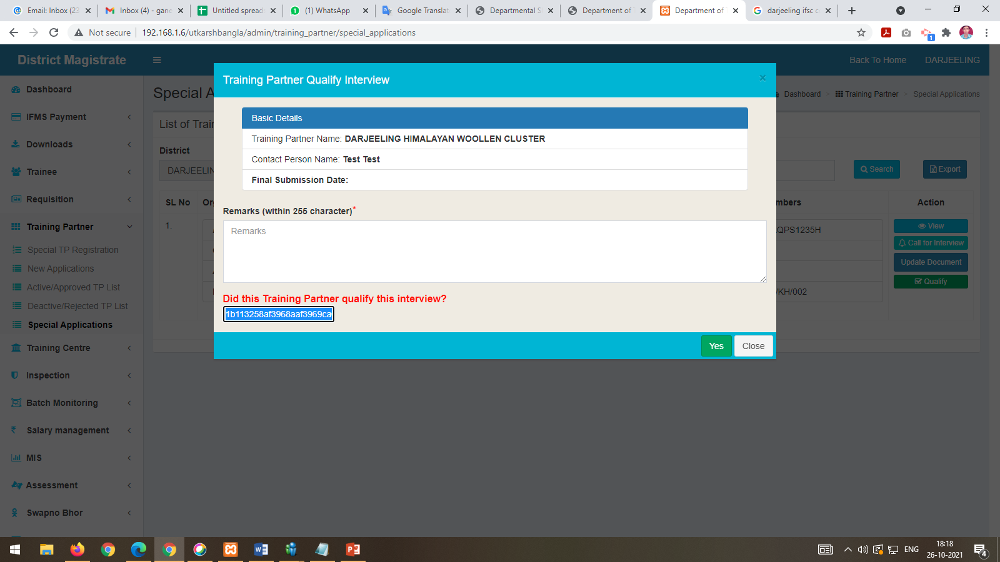 Email: Inbox (23
Inbox (4) - gane
Untitled spread
(1) WhatsApp
Google Translat
Departmental S
Department of
Department of T
darjeeling ifsc c
Not secure
192.168.1.6/utkarshbangla/admin/training_partner/special_applications
District Magistrate
Back To Home
DARJEELING
Training Partner Qualify Interview
×
Dashboard
IFMS Payment
Downloads
Trainee
Requisition
Training Partner
Special TP Registration
New Applications
Active/Approved TP List
Deactive/Rejected TP List
Special Applications
Training Centre
Inspection
Batch Monitoring
Salary management
MIS
Assessment
Swapno Bhor
Special A
Dashboard
Training Partner
Special Applications
List of Train
District
DARJEELIN
Search
Export
SL No
Org
mbers
Action
1.
QPS1235H
/KH/002
View
Call for Interview
Update Document
Qualify
Basic Details
Training Partner Name: DARJEELING HIMALAYAN WOOLLEN CLUSTER
Contact Person Name: Test Test
Final Submission Date:
Remarks (within 255 character)*
Remarks
Did this Training Partner qualify this interview?
1b113258af3968aaf3969ca
Yes
Close
ENG
18:18
26-10-2021
4